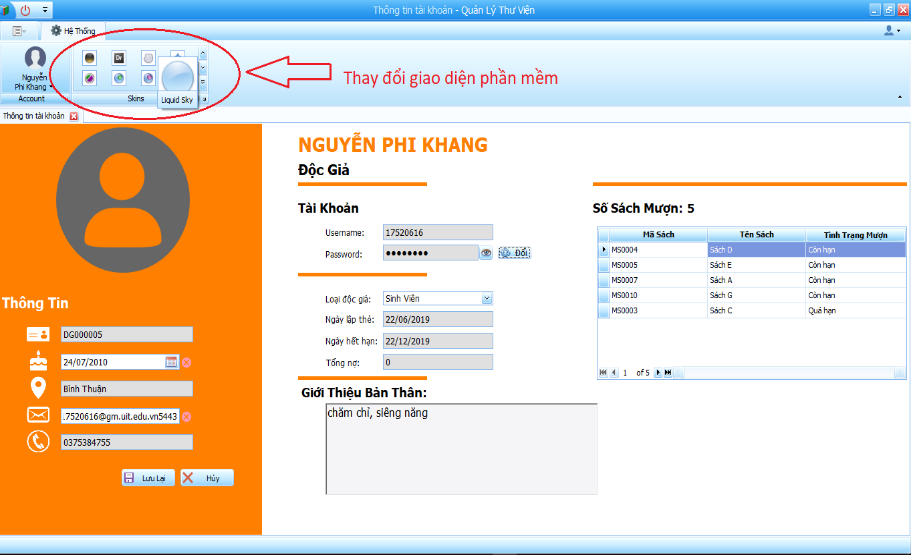 Thông tin tài khoản - Quản Lý Thư Viện
Hệ Thống
Nguyễn
Phi Khang
Account
Dr
Skins
Liquid Sky
Thay đổi giao diện phần mềm
Thông tin tài khoản
NGUYỄN PHI KHANG
Độc Giả
Tài Khoản
Username: 17520616
Password: ●●●●●●●● Đổi
Loại độc giả: Sinh Viên
Ngày lập thẻ: 22/06/2019
Ngày hết hạn: 22/12/2019
Tổng nợ: 0
Giới Thiệu Bản Thân:
chăm chỉ, siêng năng
Số Sách Mượn: 5
Mã Sách Tên Sách Tình Trạng Mượn
MS0004 Sách D Còn hạn
MS0005 Sách E Còn hạn
MS0007 Sách A Còn hạn
MS0010 Sách G Còn hạn
MS0003 Sách C Quá hạn
1 of 5
Thông Tin
DG000005
24/07/2010
Bình Thuận
.7520616@gm.uit.edu.vn5443
0375384755
Lưu Lại
Hủy